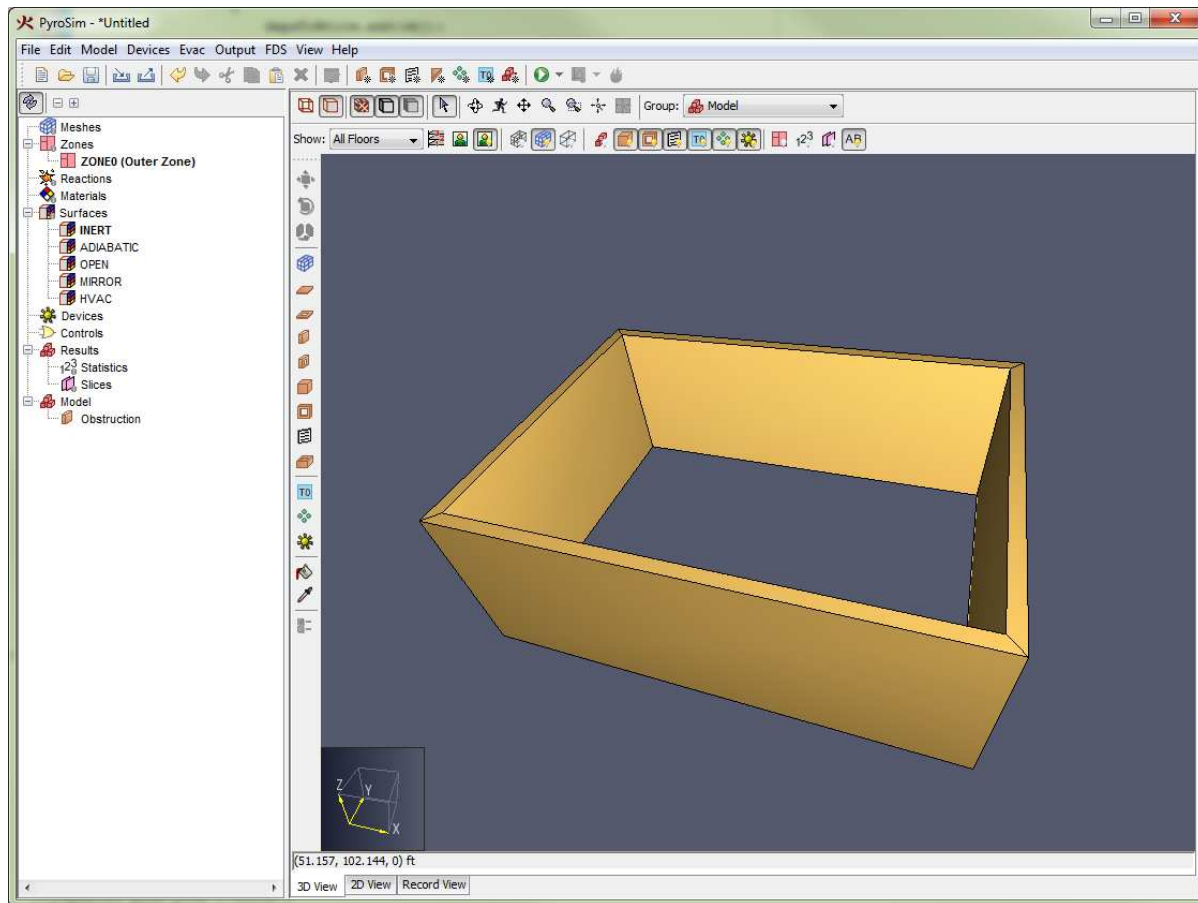 PyroSim - *Untitled
File Edit Model Devices Evac Output FDS View Help
Group: Model
Show: All Floors
Meshes
Zones
ZONE0 (Outer Zone)
Reactions
Materials
Surfaces
INERT
ADIABATIC
OPEN
MIRROR
HVAC
Devices
Controls
Results
Statistics
Slices
Model
Obstruction
Z
Y
X
(51.157, 102.144, 0) ft
3D View 2D View Record View